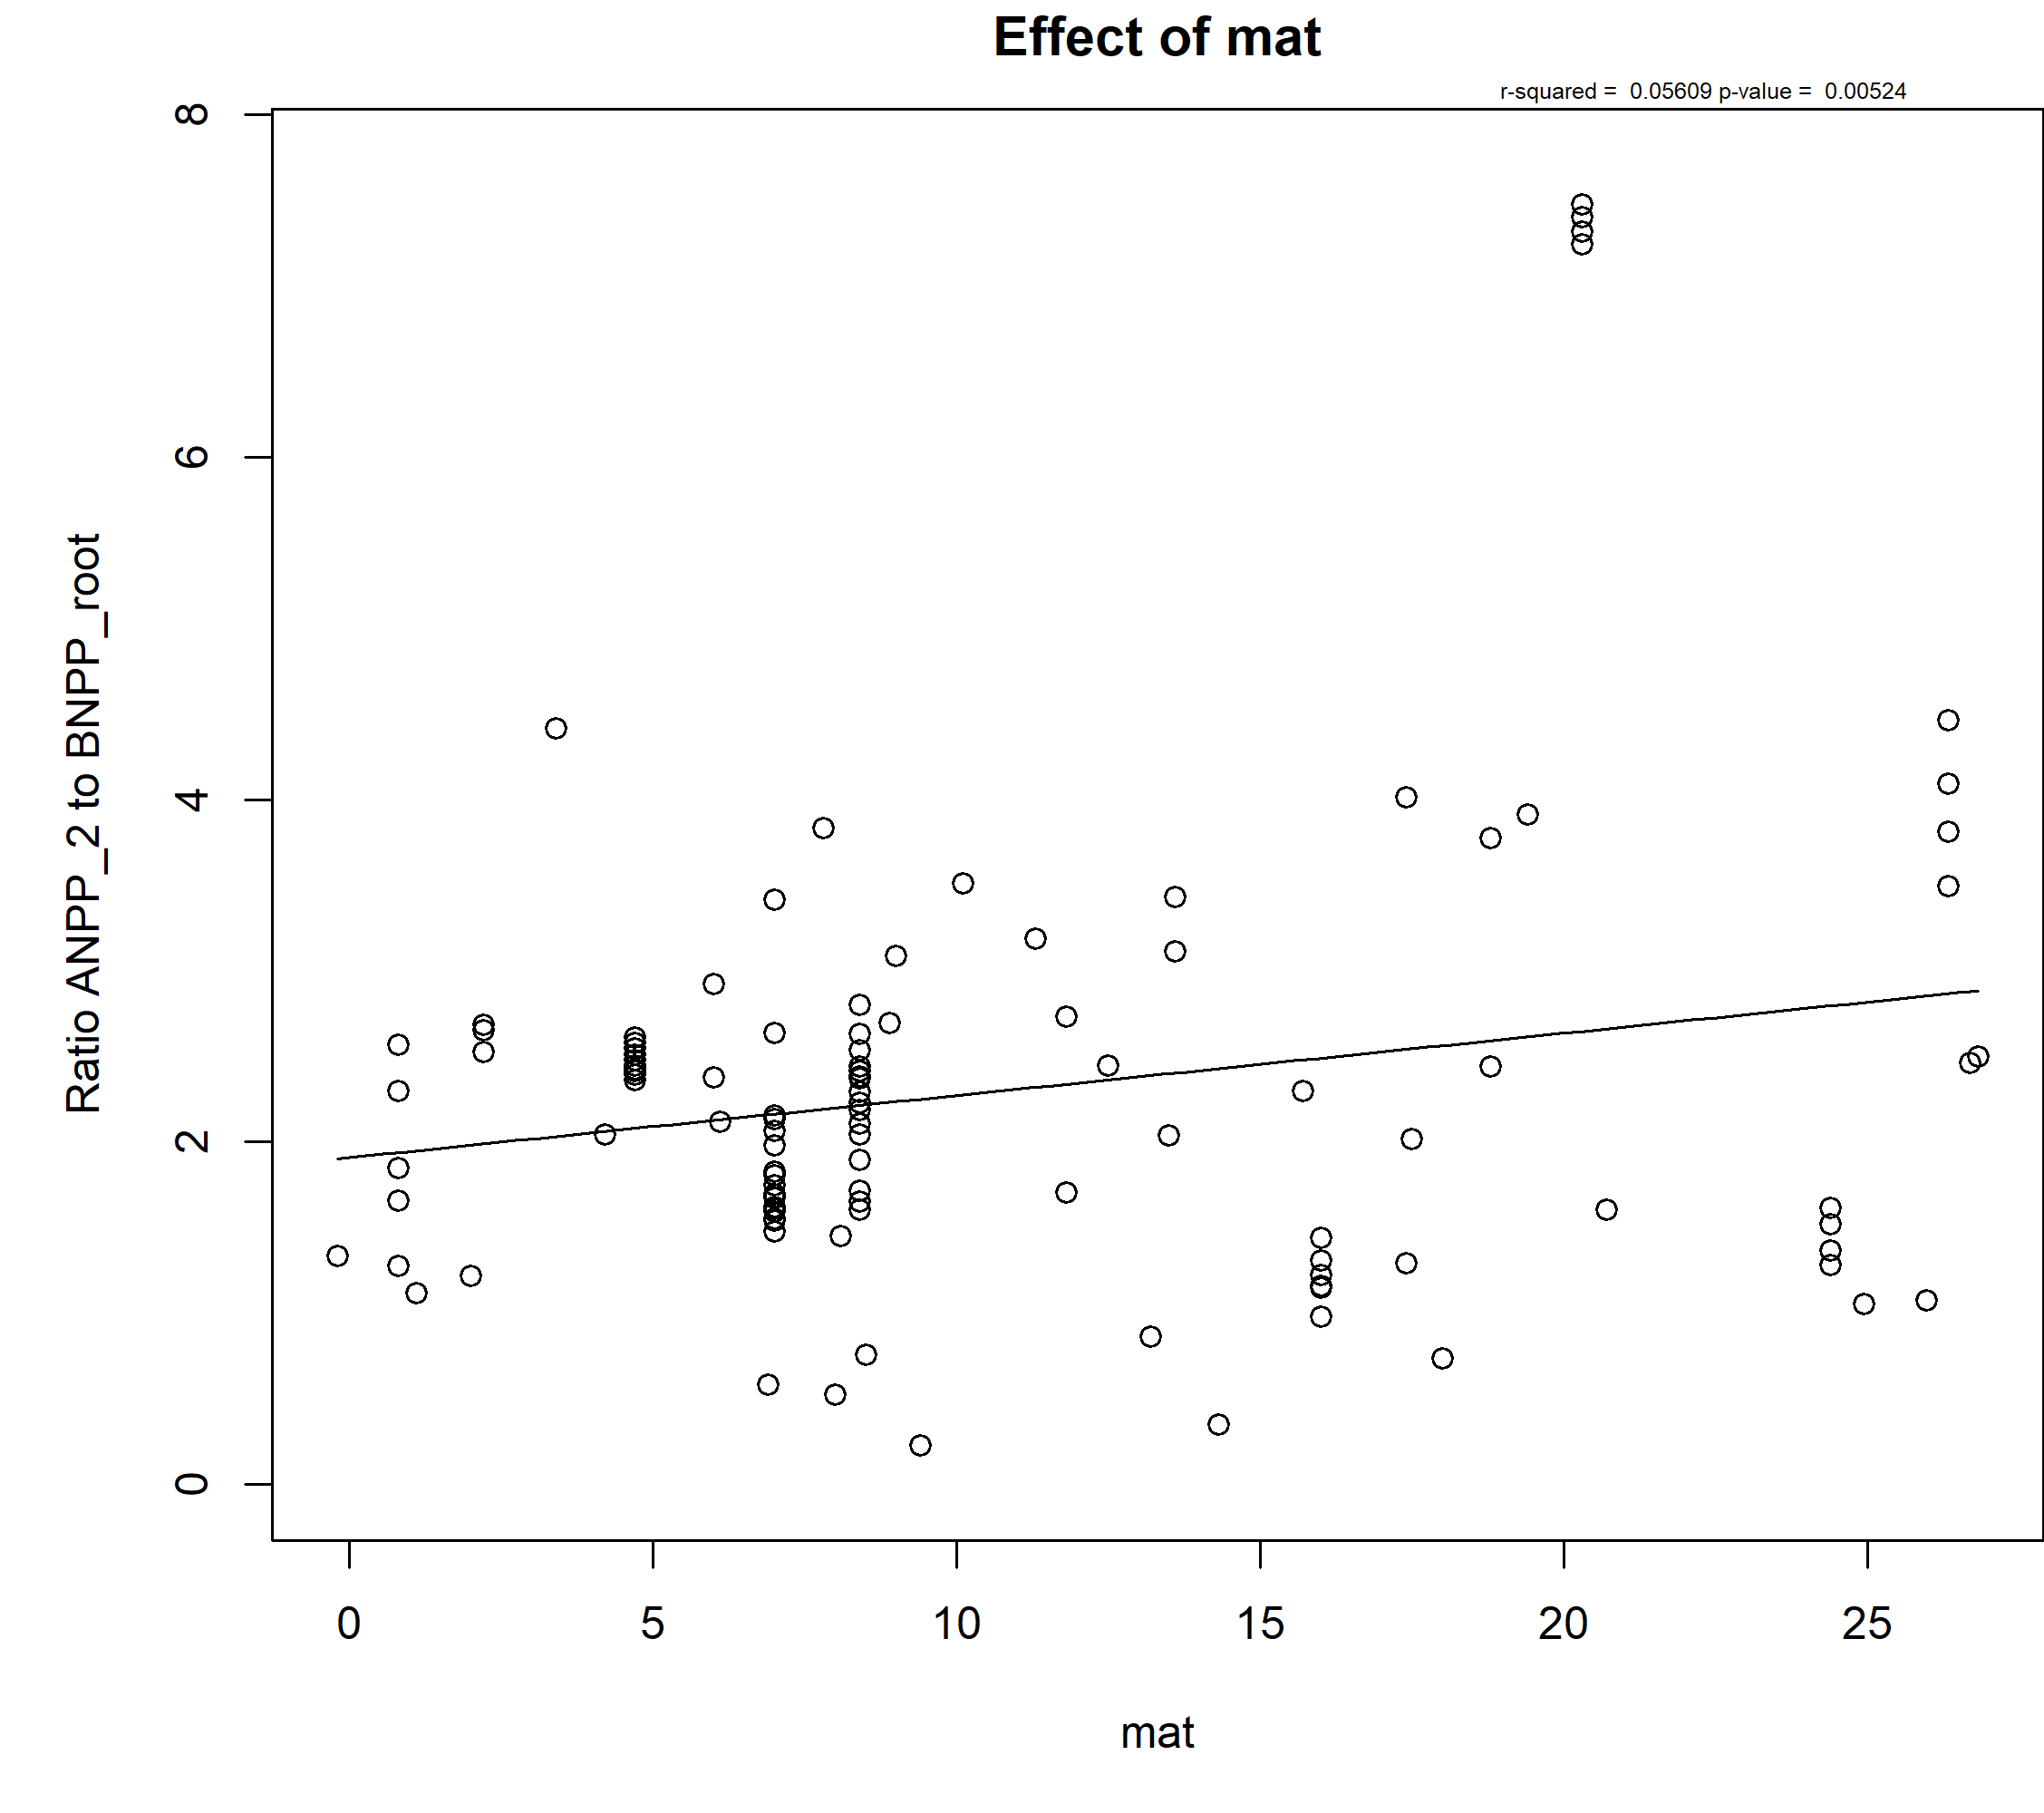 Effect of mat
r-squared =  0.05609 p-value =  0.00524
Ratio ANPP_2 to BNPP_root
8
6
4
2
0
0 5 10 15 20 25
mat